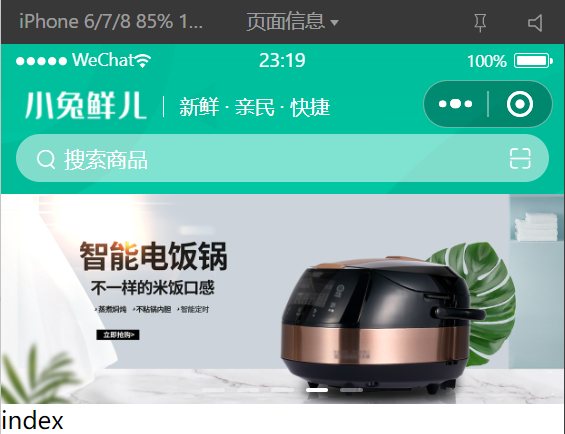 iPhone 6/7/8 85% 1... 页面信息
WeChat 23:19 100%
小兔鲜儿 新鲜 · 亲民 · 快捷
搜索商品
智能电饭锅
不一样的米饭口感
›蒸煮焖炖 ›不粘锅内胆 ›智能定时
立即抢购>
index